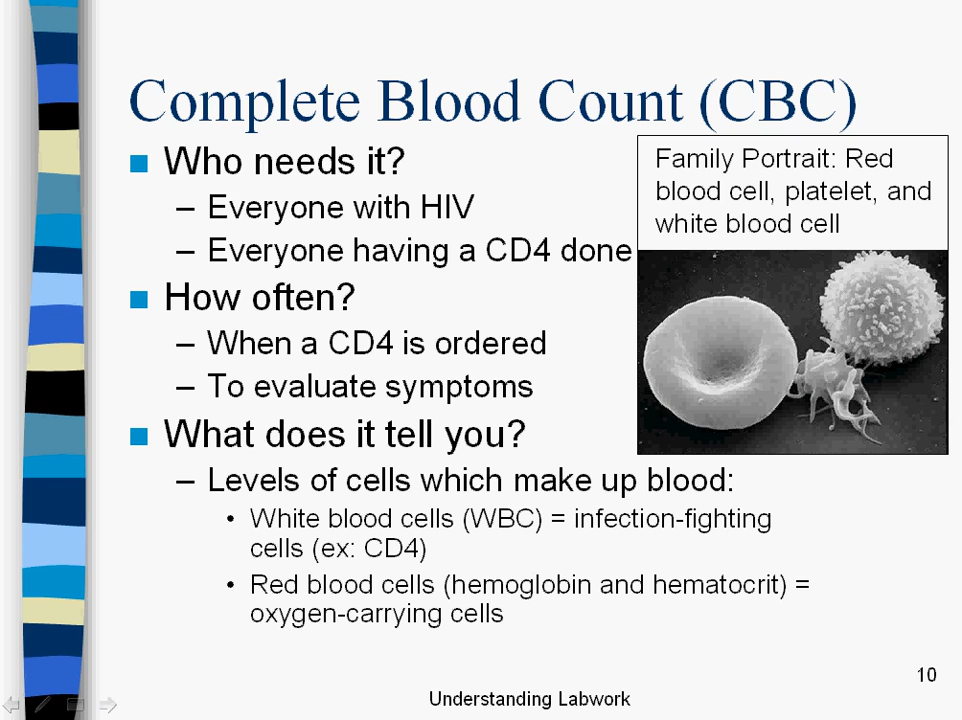 Complete Blood Count (CBC)
■ Who needs it?
– Everyone with HIV
– Everyone having a CD4 done
■ How often?
– When a CD4 is ordered
– To evaluate symptoms
■ What does it tell you?
– Levels of cells which make up blood:
• White blood cells (WBC) = infection-fighting
cells (ex: CD4)
• Red blood cells (hemoglobin and hematocrit) =
oxygen-carrying cells
Family Portrait: Red
blood cell, platelet, and
white blood cell
10
Understanding Labwork